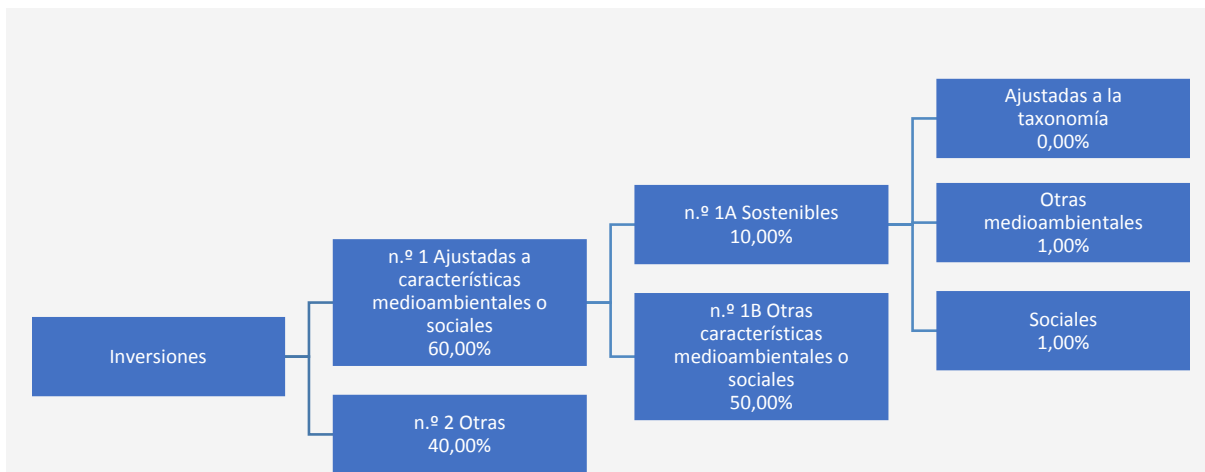 Inversiones
n.º 1 Ajustadas a
características
medioambientales o
sociales
60,00%
n.º 2 Otras
40,00%
n.º 1A Sostenibles
10,00%
n.º 1B Otras
características
medioambientales o
sociales
50,00%
Ajustadas a la
taxonomía
0,00%
Otras
medioambientales
1,00%
Sociales
1,00%